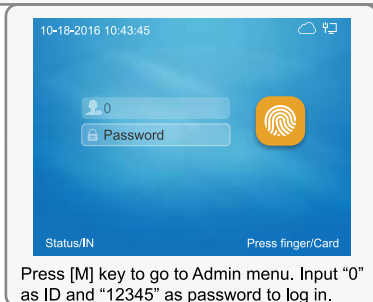 10-18-2016 10:43:45
0
Password
Status/IN
Press finger/Card
Press [M] key to go to Admin menu. Input “0”
as ID and “12345” as password to log in.